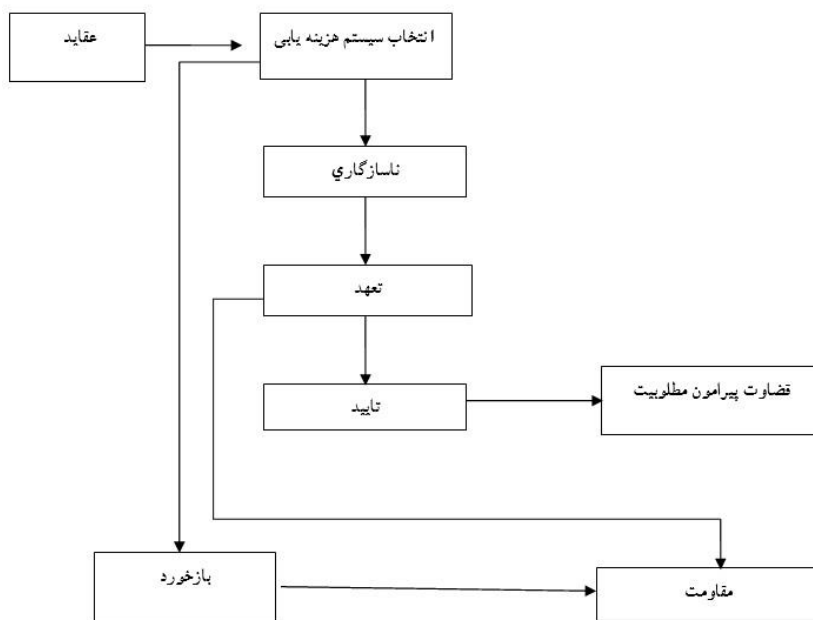 عقاید
انتخاب سیستم هزینه یابی
ناسازگاري
تعهد
تایید
قضاوت پیرامون مطلوبیت
بازخورد
مقاومت